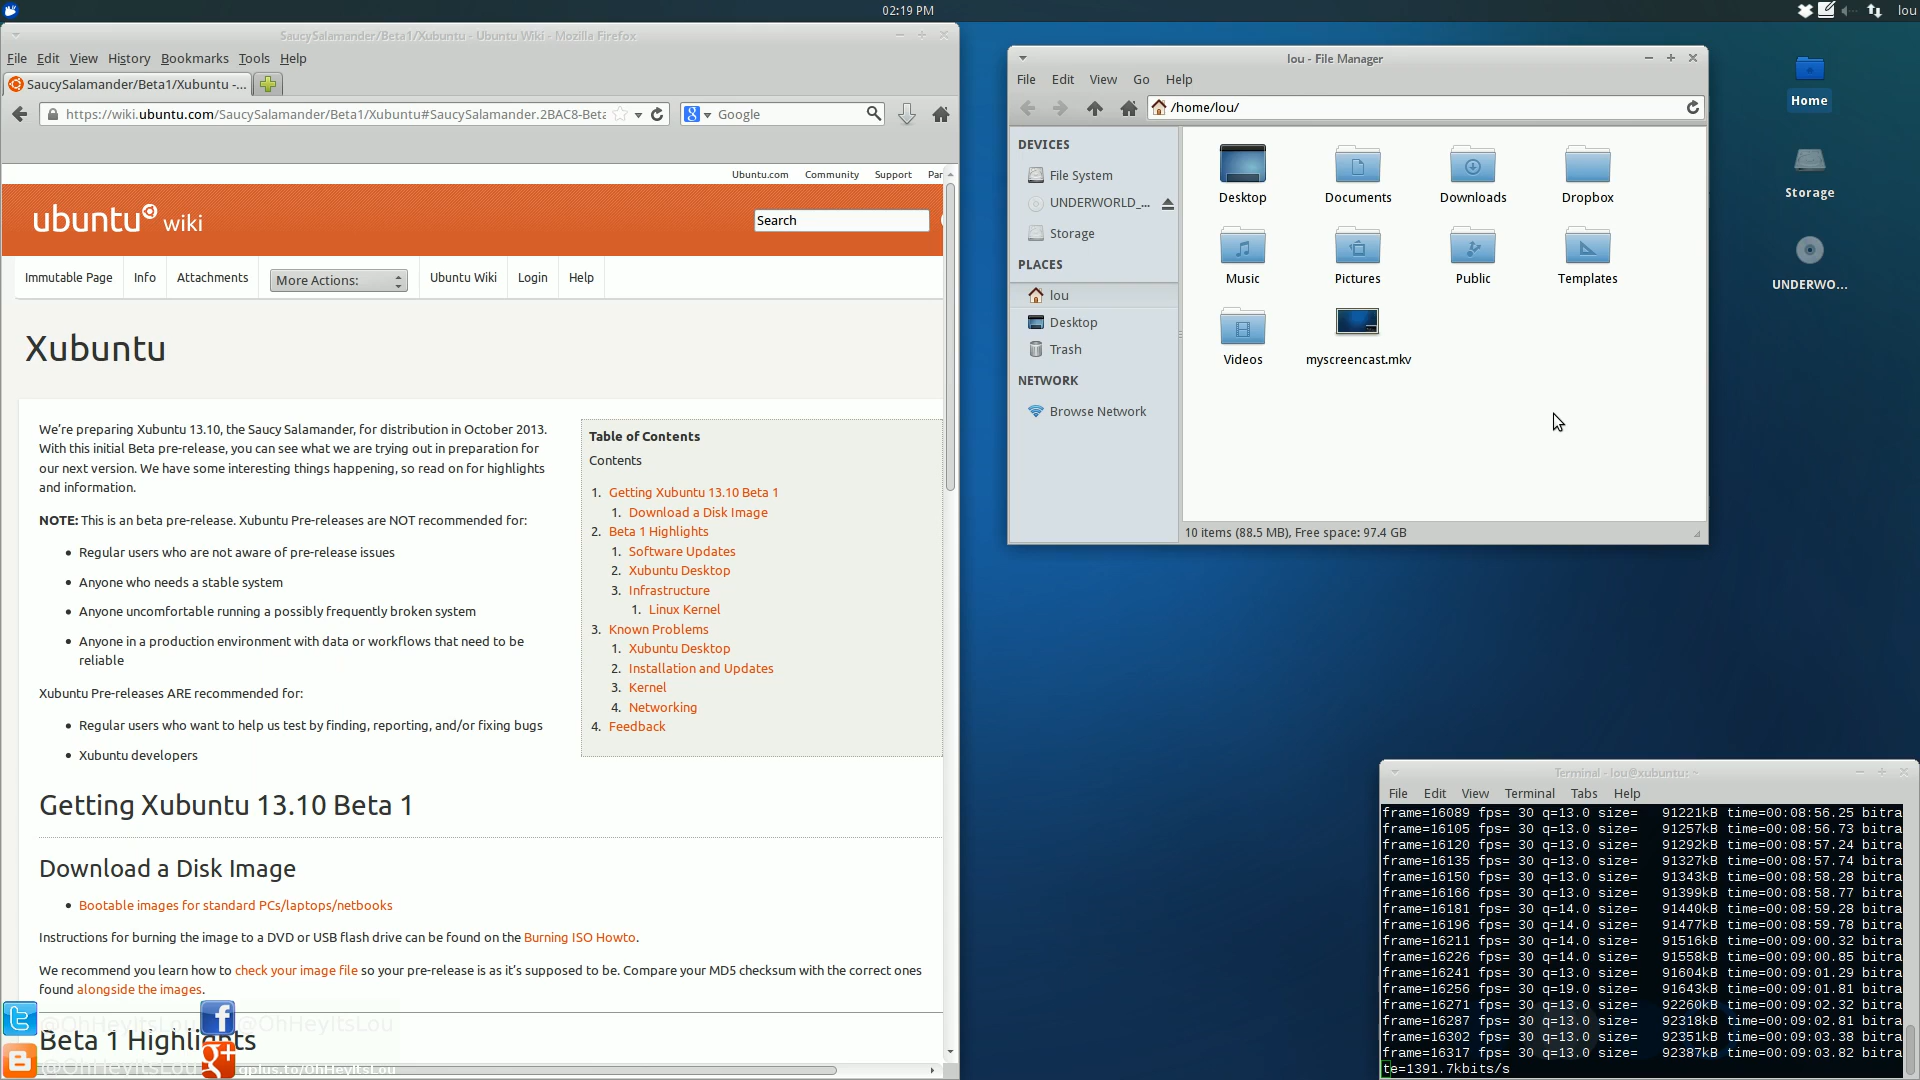 02:19 PM
lou
SaucySalamander/Beta1/Xubuntu - Ubuntu Wiki - Mozilla Firefox
File Edit View History Bookmarks Tools Help
SaucySalamander/Beta1/Xubuntu -...
https://wiki.ubuntu.com/SaucySalamander/Beta1/Xubuntu#SaucySalamander.2BAC8-Beta
Google
Ubuntu.com Community Support Par
ubuntu wiki
Search
Immutable Page Info Attachments More Actions: Ubuntu Wiki Login Help
Xubuntu
We're preparing Xubuntu 13.10, the Saucy Salamander, for distribution in October 2013.
With this initial Beta pre-release, you can see what we are trying out in preparation for
our next version. We have some interesting things happening, so read on for highlights
and information.
NOTE: This is an beta pre-release. Xubuntu Pre-releases are NOT recommended for:
• Regular users who are not aware of pre-release issues
• Anyone who needs a stable system
• Anyone uncomfortable running a possibly frequently broken system
• Anyone in a production environment with data or workflows that need to be
reliable
Xubuntu Pre-releases ARE recommended for:
• Regular users who want to help us test by finding, reporting, and/or fixing bugs
• Xubuntu developers
Table of Contents
Contents
1. Getting Xubuntu 13.10 Beta 1
1. Download a Disk Image
2. Beta 1 Highlights
1. Software Updates
2. Xubuntu Desktop
3. Infrastructure
1. Linux Kernel
3. Known Problems
1. Xubuntu Desktop
2. Installation and Updates
3. Kernel
4. Networking
4. Feedback
Getting Xubuntu 13.10 Beta 1
Download a Disk Image
• Bootable images for standard PCs/laptops/netbooks
Instructions for burning the image to a DVD or USB flash drive can be found on the Burning ISO Howto.
We recommend you learn how to check your image file so your pre-release is as it's supposed to be. Compare your MD5 checksum with the correct ones
found alongside the images.
@OhHeyItsLou @OhHeyItsLou
Beta 1 Highlights
@OhHeyItsLou gplus.to/OhHeyItsLou
lou - File Manager
File Edit View Go Help
/home/lou/
DEVICES
File System
UNDERWORLD_...
Storage
PLACES
lou
Desktop
Trash
NETWORK
Browse Network
Desktop Documents Downloads Dropbox
Music Pictures Public Templates
Videos myscreencast.mkv
10 items (88.5 MB), Free space: 97.4 GB
Home
Storage
UNDERWO...
Terminal - lou@xubuntu: ~
File Edit View Terminal Tabs Help
frame=16089 fps= 30 q=13.0 size= 91221kB time=00:08:56.25 bitra
frame=16105 fps= 30 q=13.0 size= 91257kB time=00:08:56.73 bitra
frame=16120 fps= 30 q=13.0 size= 91292kB time=00:08:57.24 bitra
frame=16135 fps= 30 q=13.0 size= 91327kB time=00:08:57.74 bitra
frame=16150 fps= 30 q=13.0 size= 91343kB time=00:08:58.28 bitra
frame=16166 fps= 30 q=13.0 size= 91399kB time=00:08:58.77 bitra
frame=16181 fps= 30 q=14.0 size= 91440kB time=00:08:59.28 bitra
frame=16196 fps= 30 q=14.0 size= 91477kB time=00:08:59.78 bitra
frame=16211 fps= 30 q=14.0 size= 91516kB time=00:09:00.32 bitra
frame=16226 fps= 30 q=14.0 size= 91558kB time=00:09:00.85 bitra
frame=16241 fps= 30 q=13.0 size= 91604kB time=00:09:01.29 bitra
frame=16256 fps= 30 q=19.0 size= 91643kB time=00:09:01.81 bitra
frame=16271 fps= 30 q=13.0 size= 92260kB time=00:09:02.32 bitra
frame=16287 fps= 30 q=13.0 size= 92318kB time=00:09:02.81 bitra
frame=16302 fps= 30 q=13.0 size= 92351kB time=00:09:03.38 bitra
frame=16317 fps= 30 q=13.0 size= 92387kB time=00:09:03.82 bitra
te=1391.7kbits/s